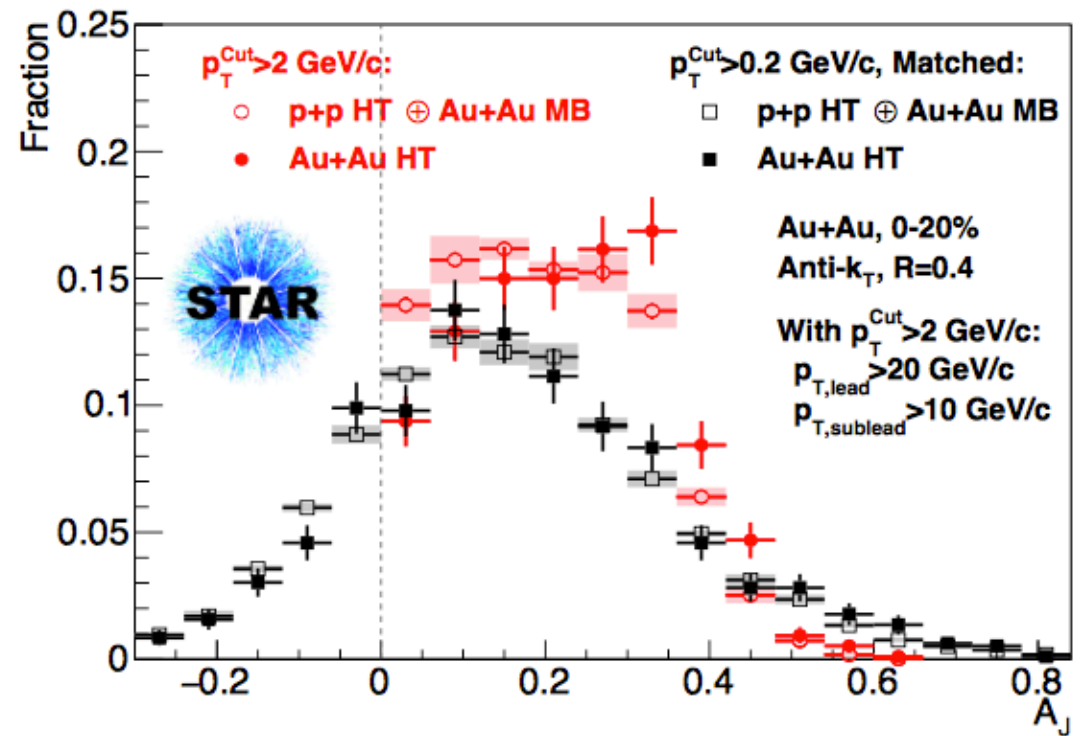 Fraction
0.25
0.2
0.15
0.1
0.05
0
p_T^Cut>2 GeV/c:
p+p HT ⊕ Au+Au MB
Au+Au HT
p_T^Cut>0.2 GeV/c, Matched:
p+p HT ⊕ Au+Au MB
Au+Au HT
STAR
Au+Au, 0-20%
Anti-k_T, R=0.4
With p_T^Cut>2 GeV/c:
p_T,lead>20 GeV/c
p_T,sublead>10 GeV/c
−0.2 0 0.2 0.4 0.6 0.8
A_J